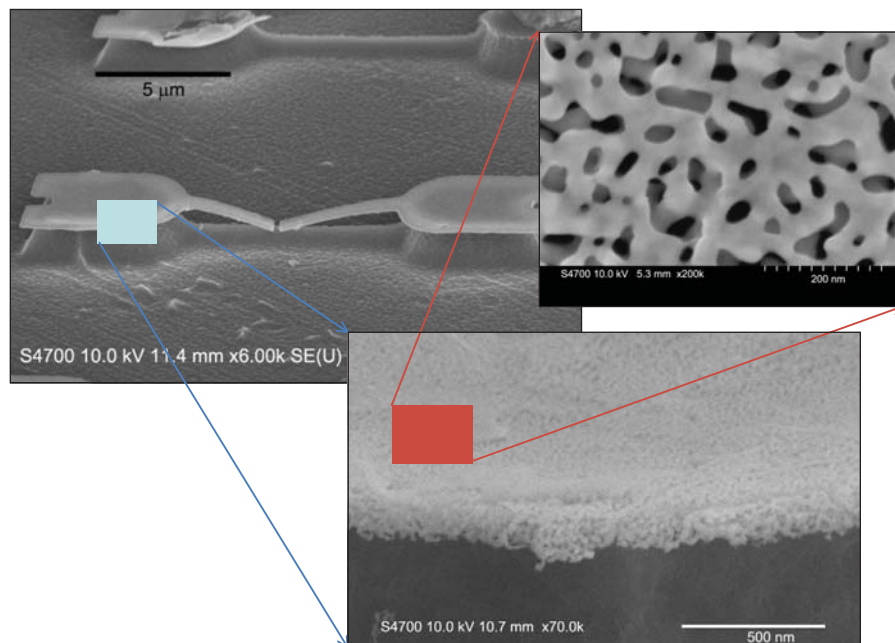 5 μm
S4700 10.0 kV 11.4 mm x6.00k SE(U)
S4700 10.0 kV 5.3 mm x200k
200 nm
S4700 10.0 kV 10.7 mm x70.0k
500 nm